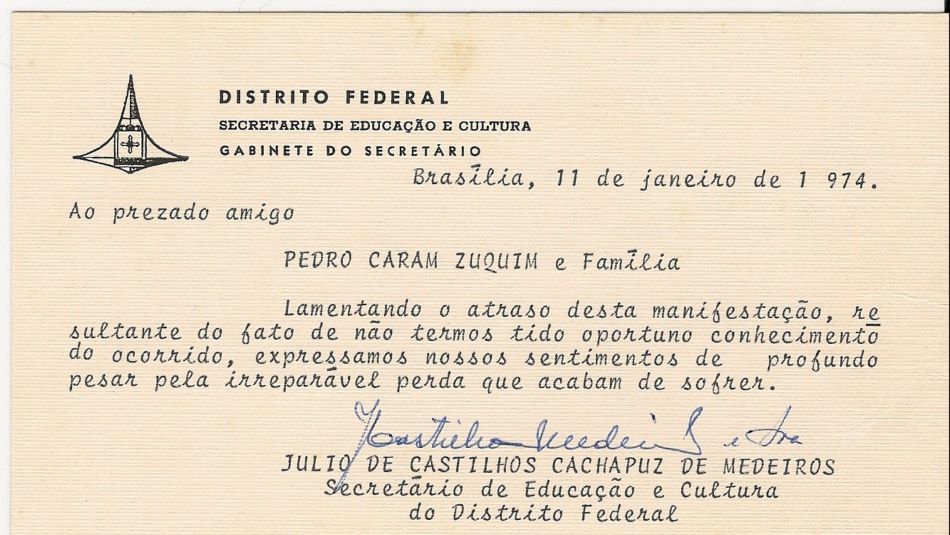 DISTRITO FEDERAL
SECRETARIA DE EDUCAÇÃO E CULTURA
GABINETE DO SECRETÁRIO
Brasília, 11 de janeiro de 1 974.
Ao prezado amigo
PEDRO CARAM ZUQUIM e Família
Lamentando o atraso desta manifestação, re
sultante do fato de não termos tido oportuno conhecimento
do ocorrido, expressamos nossos sentimentos de profundo
pesar pela irreparável perda que acabam de sofrer.
Castilho Medeiros e Sra
JULIO DE CASTILHOS CACHAPUZ DE MEDEIROS
Secretário de Educação e Cultura
do Distrito Federal